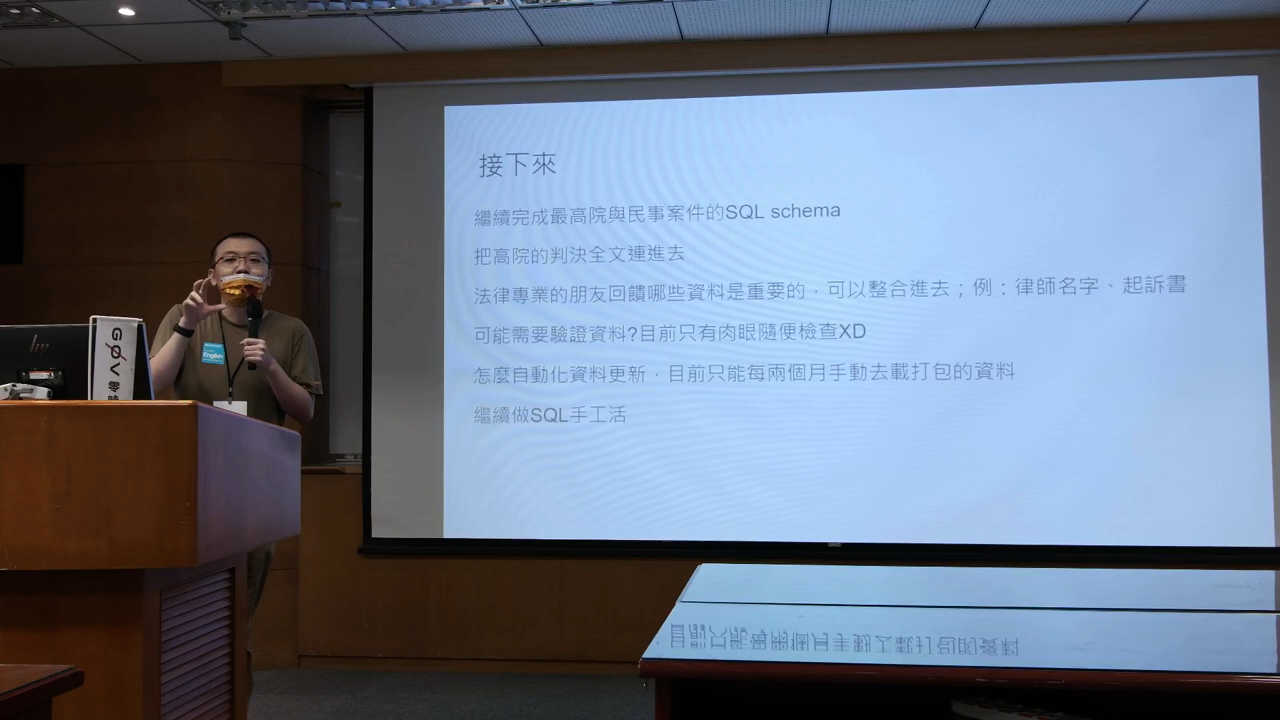 接下來
繼續完成最高院與民事案件的SQL schema
把高院的判決全文連進去
法律專業的朋友回饋哪些資料是重要的，可以整合進去；例：律師名字、起訴書
可能需要驗證資料?目前只有肉眼隨便檢查XD
怎麼自動化資料更新，目前只能每兩個月手動去載打包的資料
繼續做SQL手工活
G0V 零時
English
hp